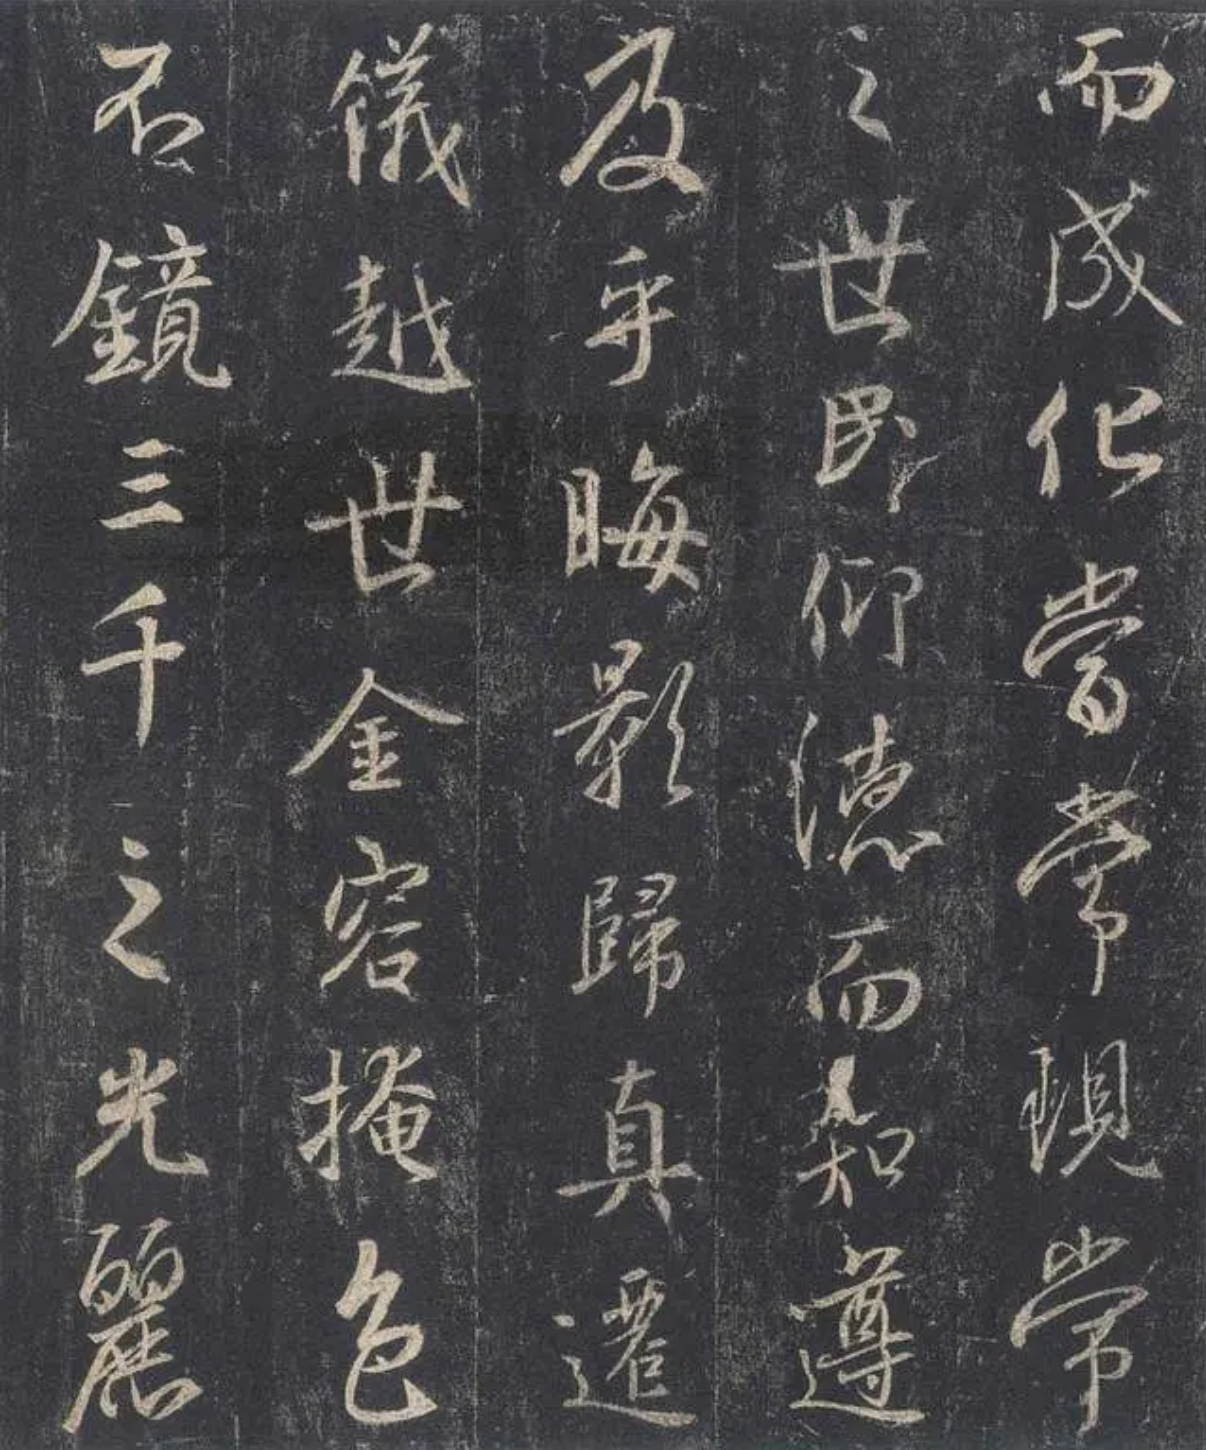 而成化當常常現常
之世民仰德而知遵
及乎晦影歸真遷
儀越世金容掩色
不鏡三千之光麗